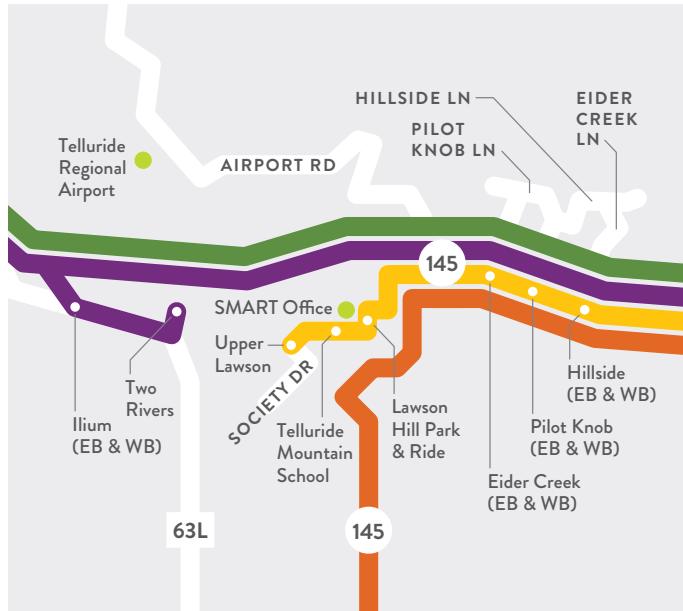 HILLSIDE LN
EIDER
CREEK
LN
PILOT
KNOB LN
Telluride
Regional
Airport
AIRPORT RD
145
SMART Office
Upper
Lawson
SOCIETY DR
Two
Rivers
Ilium
(EB & WB)
Telluride
Mountain
School
Lawson
Hill Park
& Ride
Hillside
(EB & WB)
Pilot Knob
(EB & WB)
Eider Creek
(EB & WB)
63L
145